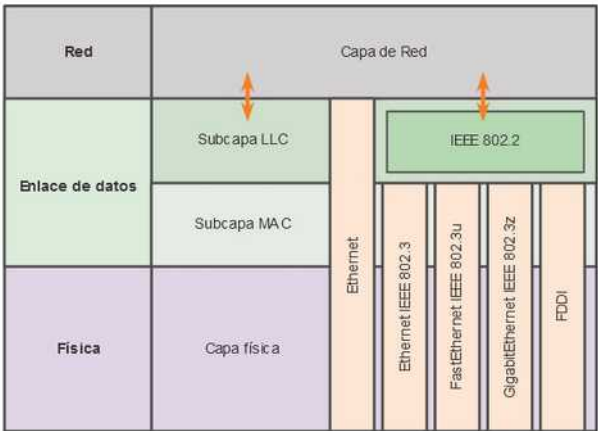 Red
Capa de Red
Subcapa LLC
IEEE 802.2
Enlace de datos
Subcapa MAC
Ethernet
Ethernet IEEE 802.3
FastEthernet IEEE 802.3u
GigabitEthernet IEEE 802.3z
FDDI
Física
Capa física